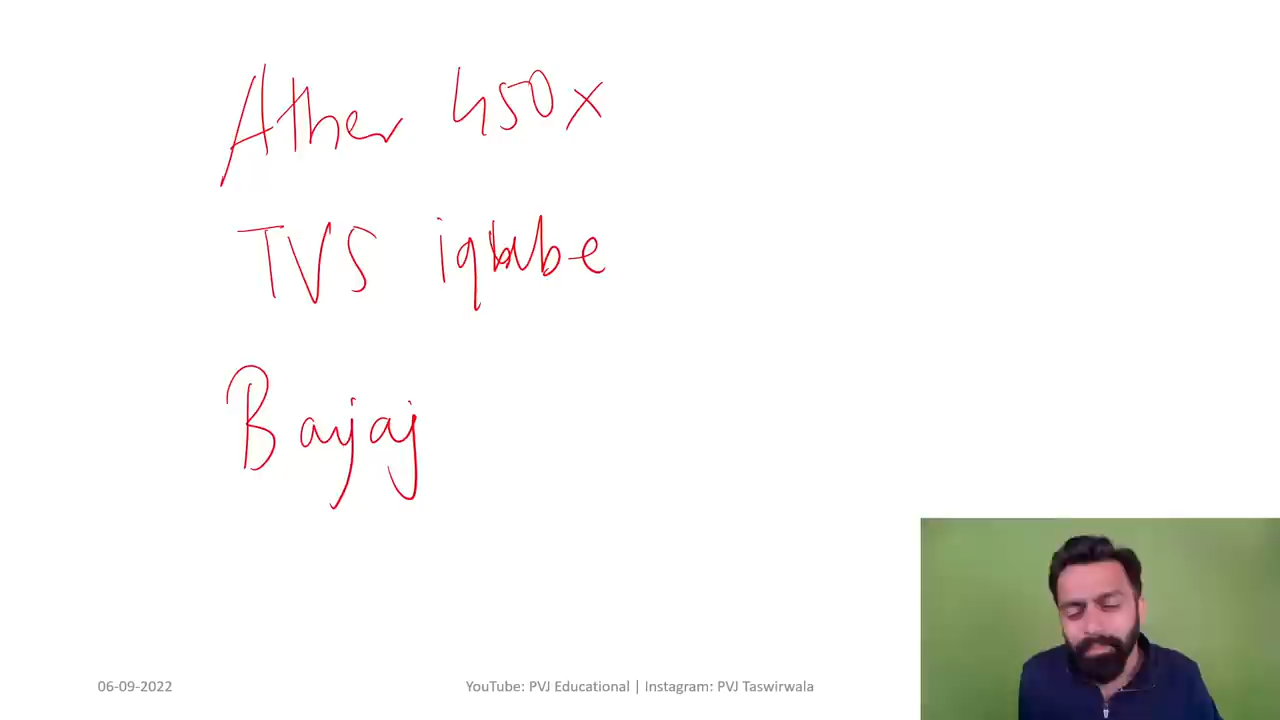 Ather 450x
TVS iqube
Bajaj
06-09-2022
YouTube: PVJ Educational | Instagram: PVJ Taswirwala